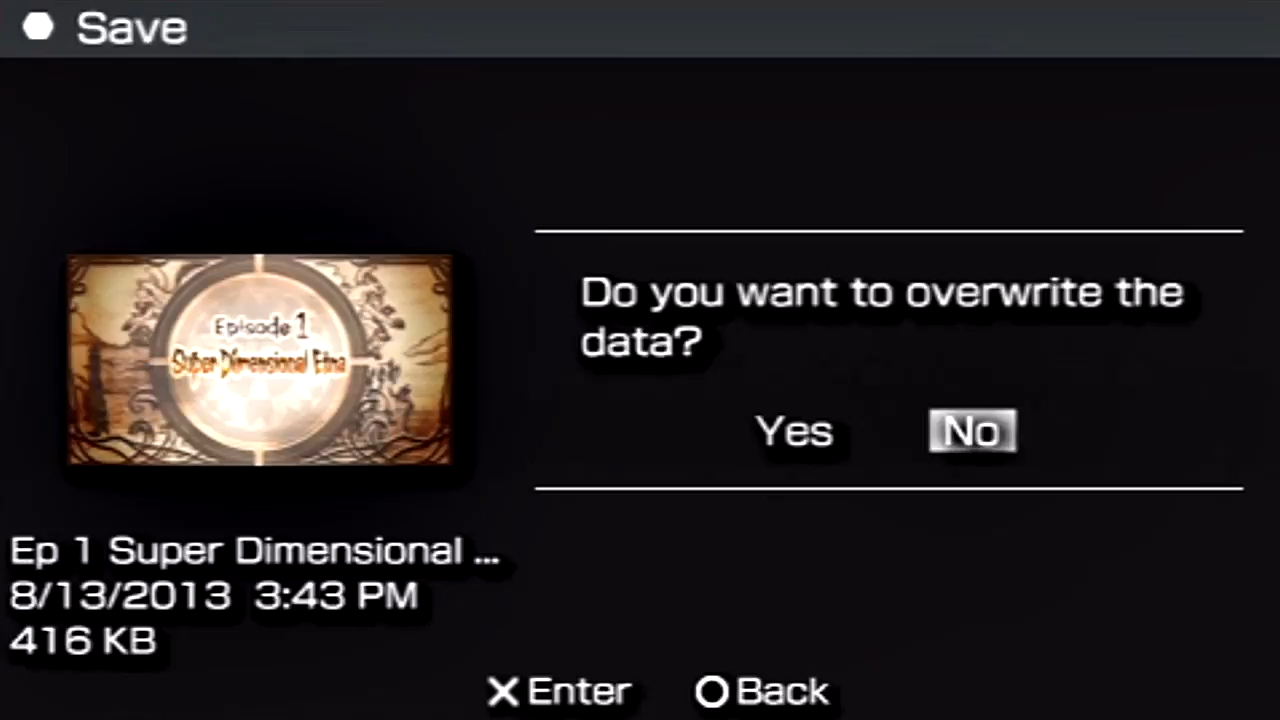 Save
Episode 1
Super Dimensional Etna
Do you want to overwrite the
data?
Yes No
Ep 1 Super Dimensional ...
8/13/2013 3:43 PM
416 KB
Enter Back